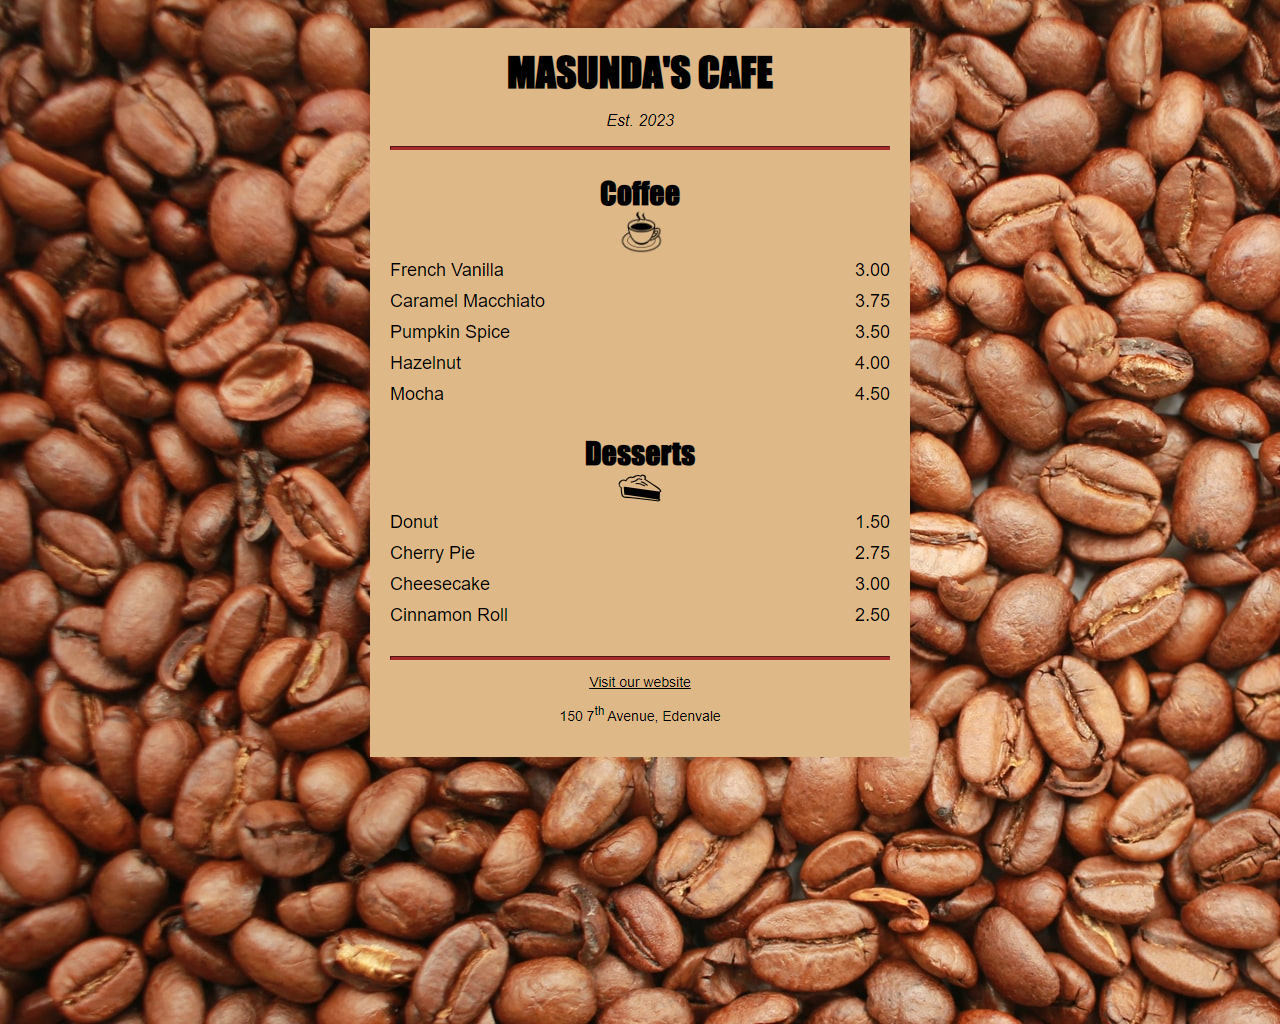 MASUNDA'S CAFE
Est. 2023
Coffee
French Vanilla 3.00
Caramel Macchiato 3.75
Pumpkin Spice 3.50
Hazelnut 4.00
Mocha 4.50
Desserts
Donut 1.50
Cherry Pie 2.75
Cheesecake 3.00
Cinnamon Roll 2.50
Visit our website
150 7th Avenue, Edenvale